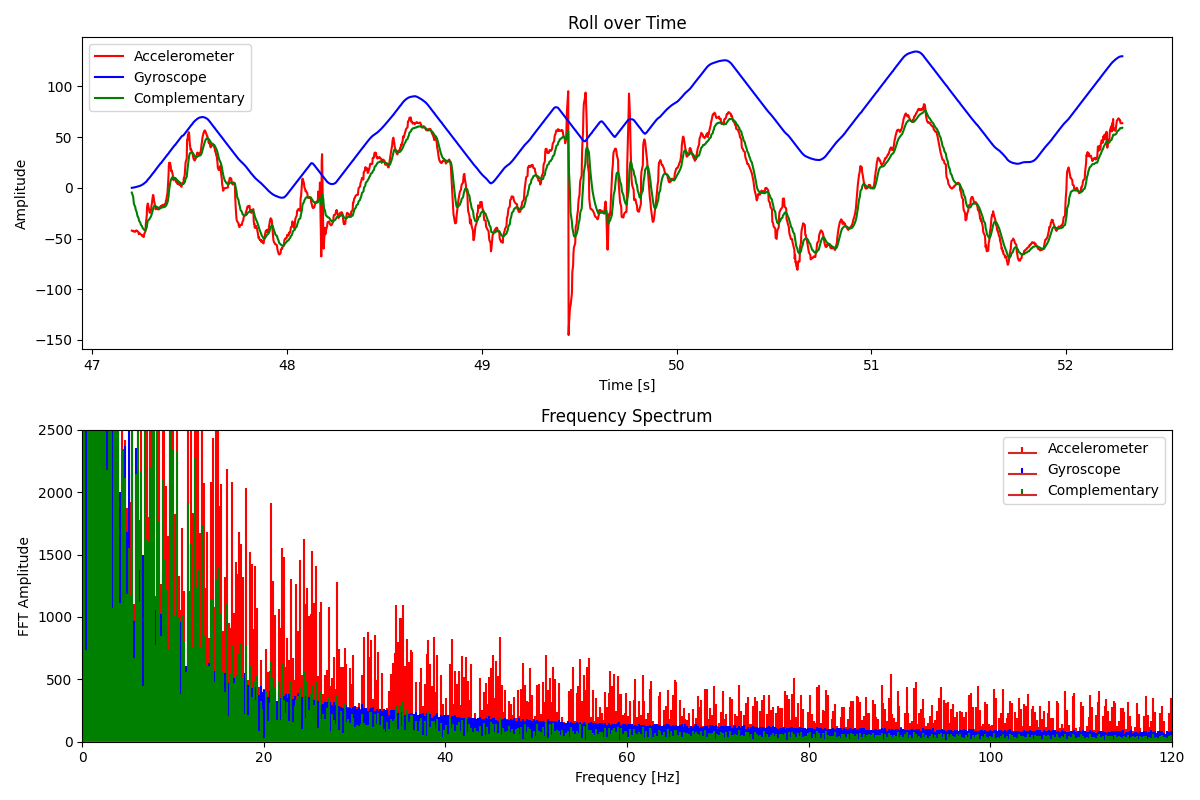 Roll over Time
Accelerometer
Gyroscope
Complementary
100
50
0
−50
−100
−150
Amplitude
47 48 49 50 51 52
Time [s]
Frequency Spectrum
Accelerometer
Gyroscope
Complementary
2500
2000
1500
1000
500
0
FFT Amplitude
0 20 40 60 80 100 120
Frequency [Hz]